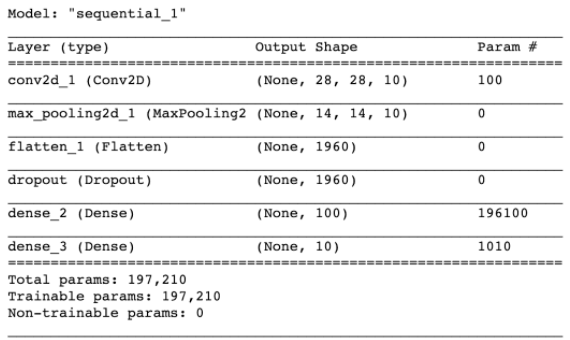 Model: "sequential_1"
Layer (type) Output Shape Param #
conv2d_1 (Conv2D) (None, 28, 28, 10) 100
max_pooling2d_1 (MaxPooling2 (None, 14, 14, 10) 0
flatten_1 (Flatten) (None, 1960) 0
dropout (Dropout) (None, 1960) 0
dense_2 (Dense) (None, 100) 196100
dense_3 (Dense) (None, 10) 1010
Total params: 197,210
Trainable params: 197,210
Non-trainable params: 0